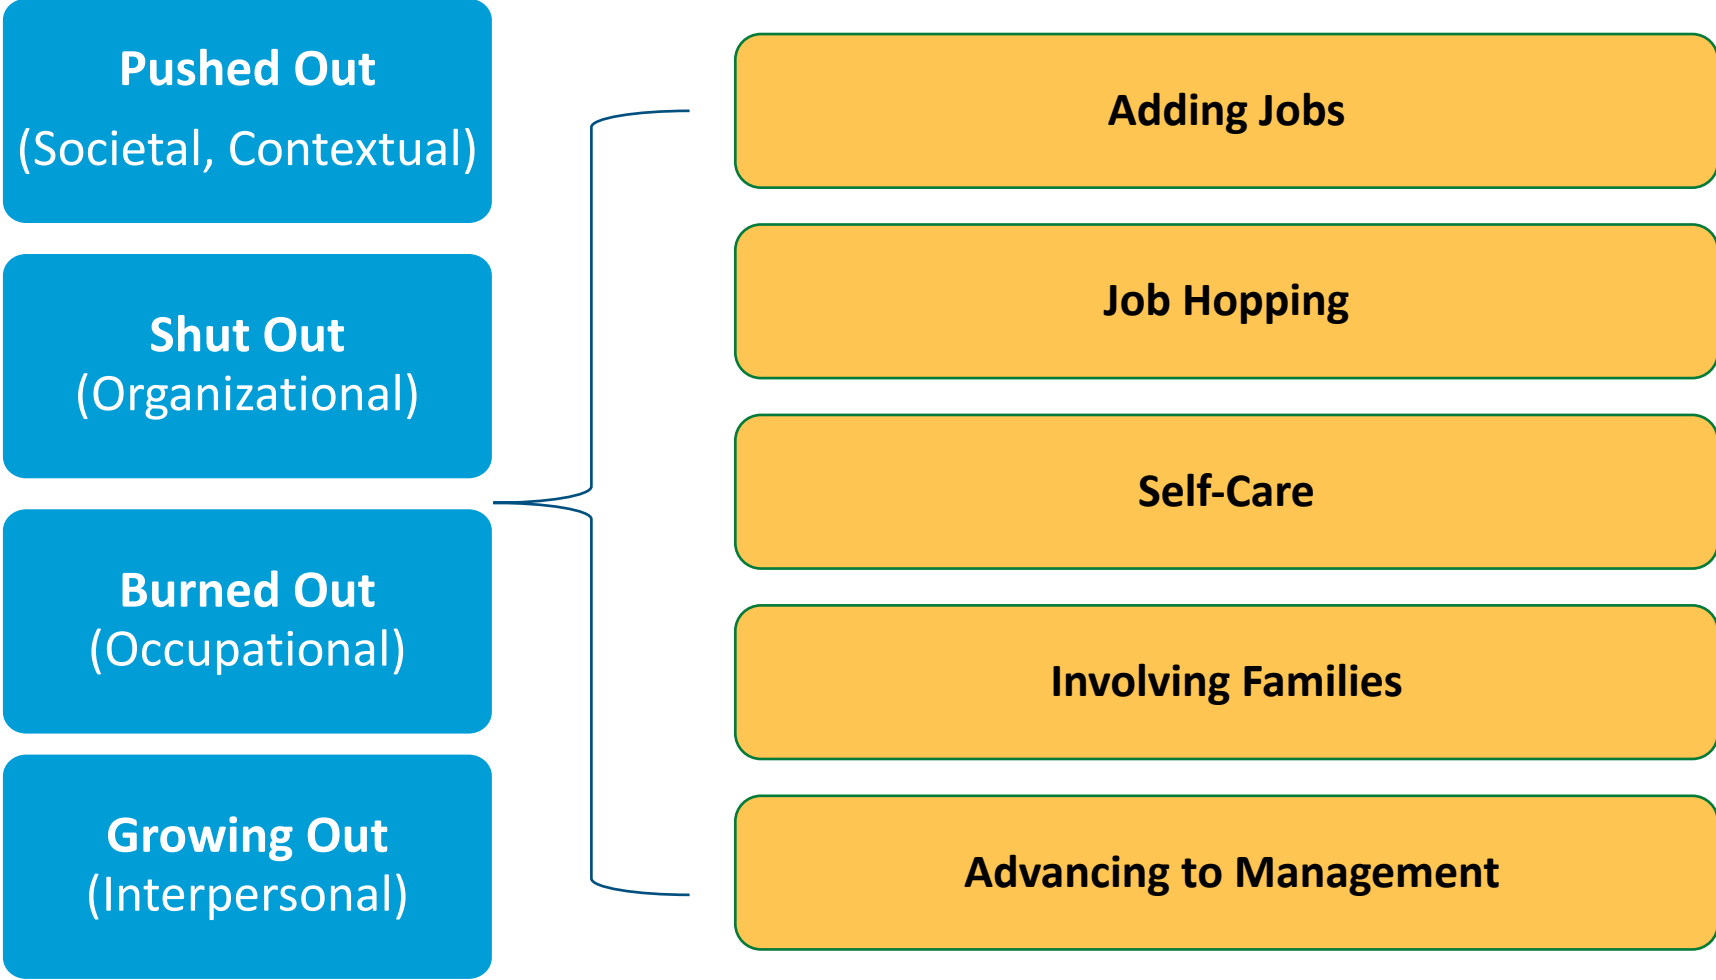 Pushed Out
(Societal, Contextual)
Shut Out
(Organizational)
Burned Out
(Occupational)
Growing Out
(Interpersonal)
Adding Jobs
Job Hopping
Self-Care
Involving Families
Advancing to Management